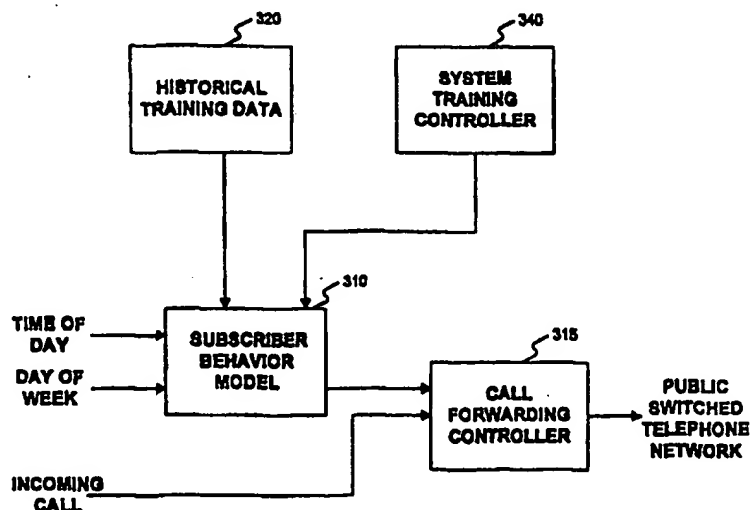 320
HISTORICAL
TRAINING DATA
340
SYSTEM
TRAINING
CONTROLLER
310
TIME OF
DAY
DAY OF
WEEK
SUBSCRIBER
BEHAVIOR
MODEL
315
CALL
FORWARDING
CONTROLLER
PUBLIC
SWITCHED
TELEPHONE
NETWORK
INCOMING
CALL